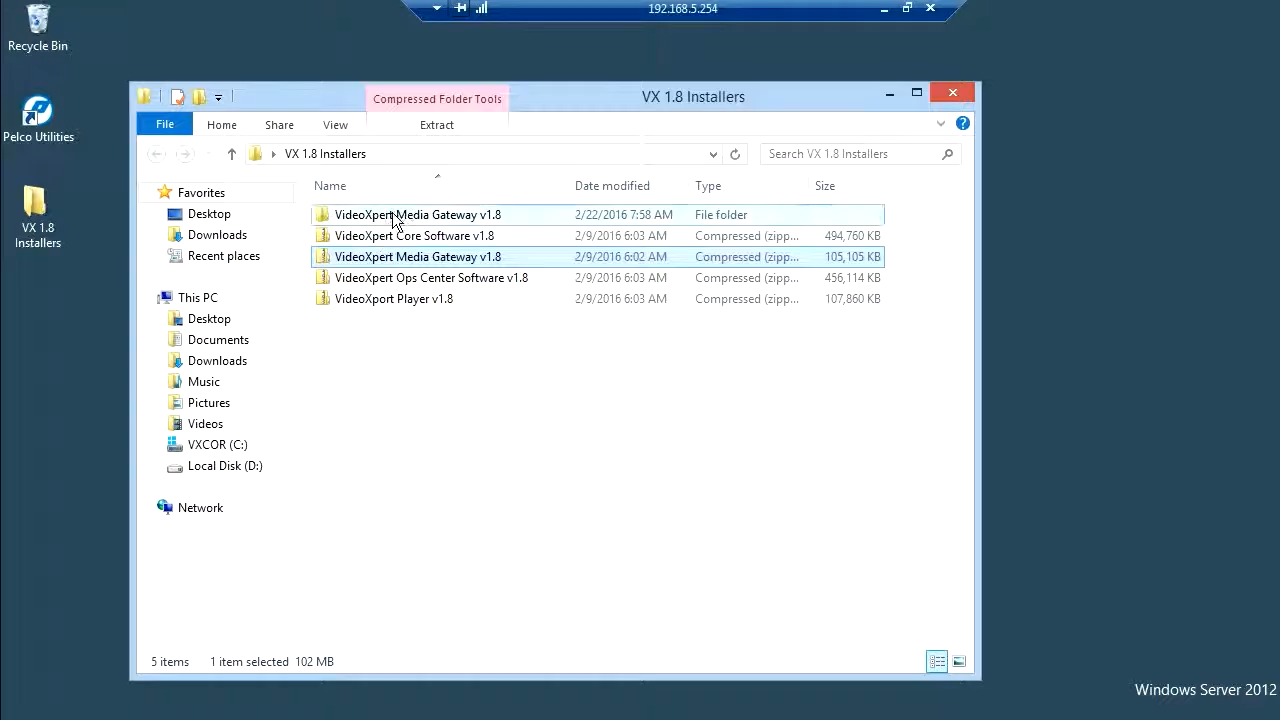 192.168.5.254
Recycle Bin
Pelco Utilities
VX 1.8
Installers
Compressed Folder Tools
VX 1.8 Installers
File Home Share View Extract
VX 1.8 Installers
Search VX 1.8 Installers
Name Date modified Type Size
VideoXpert Media Gateway v1.8 2/22/2016 7:58 AM File folder
VideoXpert Core Software v1.8 2/9/2016 6:03 AM Compressed (zipp... 494,760 KB
VideoXpert Media Gateway v1.8 2/9/2016 6:02 AM Compressed (zipp... 105,105 KB
VideoXpert Ops Center Software v1.8 2/9/2016 6:03 AM Compressed (zipp... 456,114 KB
VideoXport Player v1.8 2/9/2016 6:03 AM Compressed (zipp... 107,860 KB
Favorites
Desktop
Downloads
Recent places
This PC
Desktop
Documents
Downloads
Music
Pictures
Videos
VXCOR (C:)
Local Disk (D:)
Network
5 items 1 item selected 102 MB
Windows Server 2012